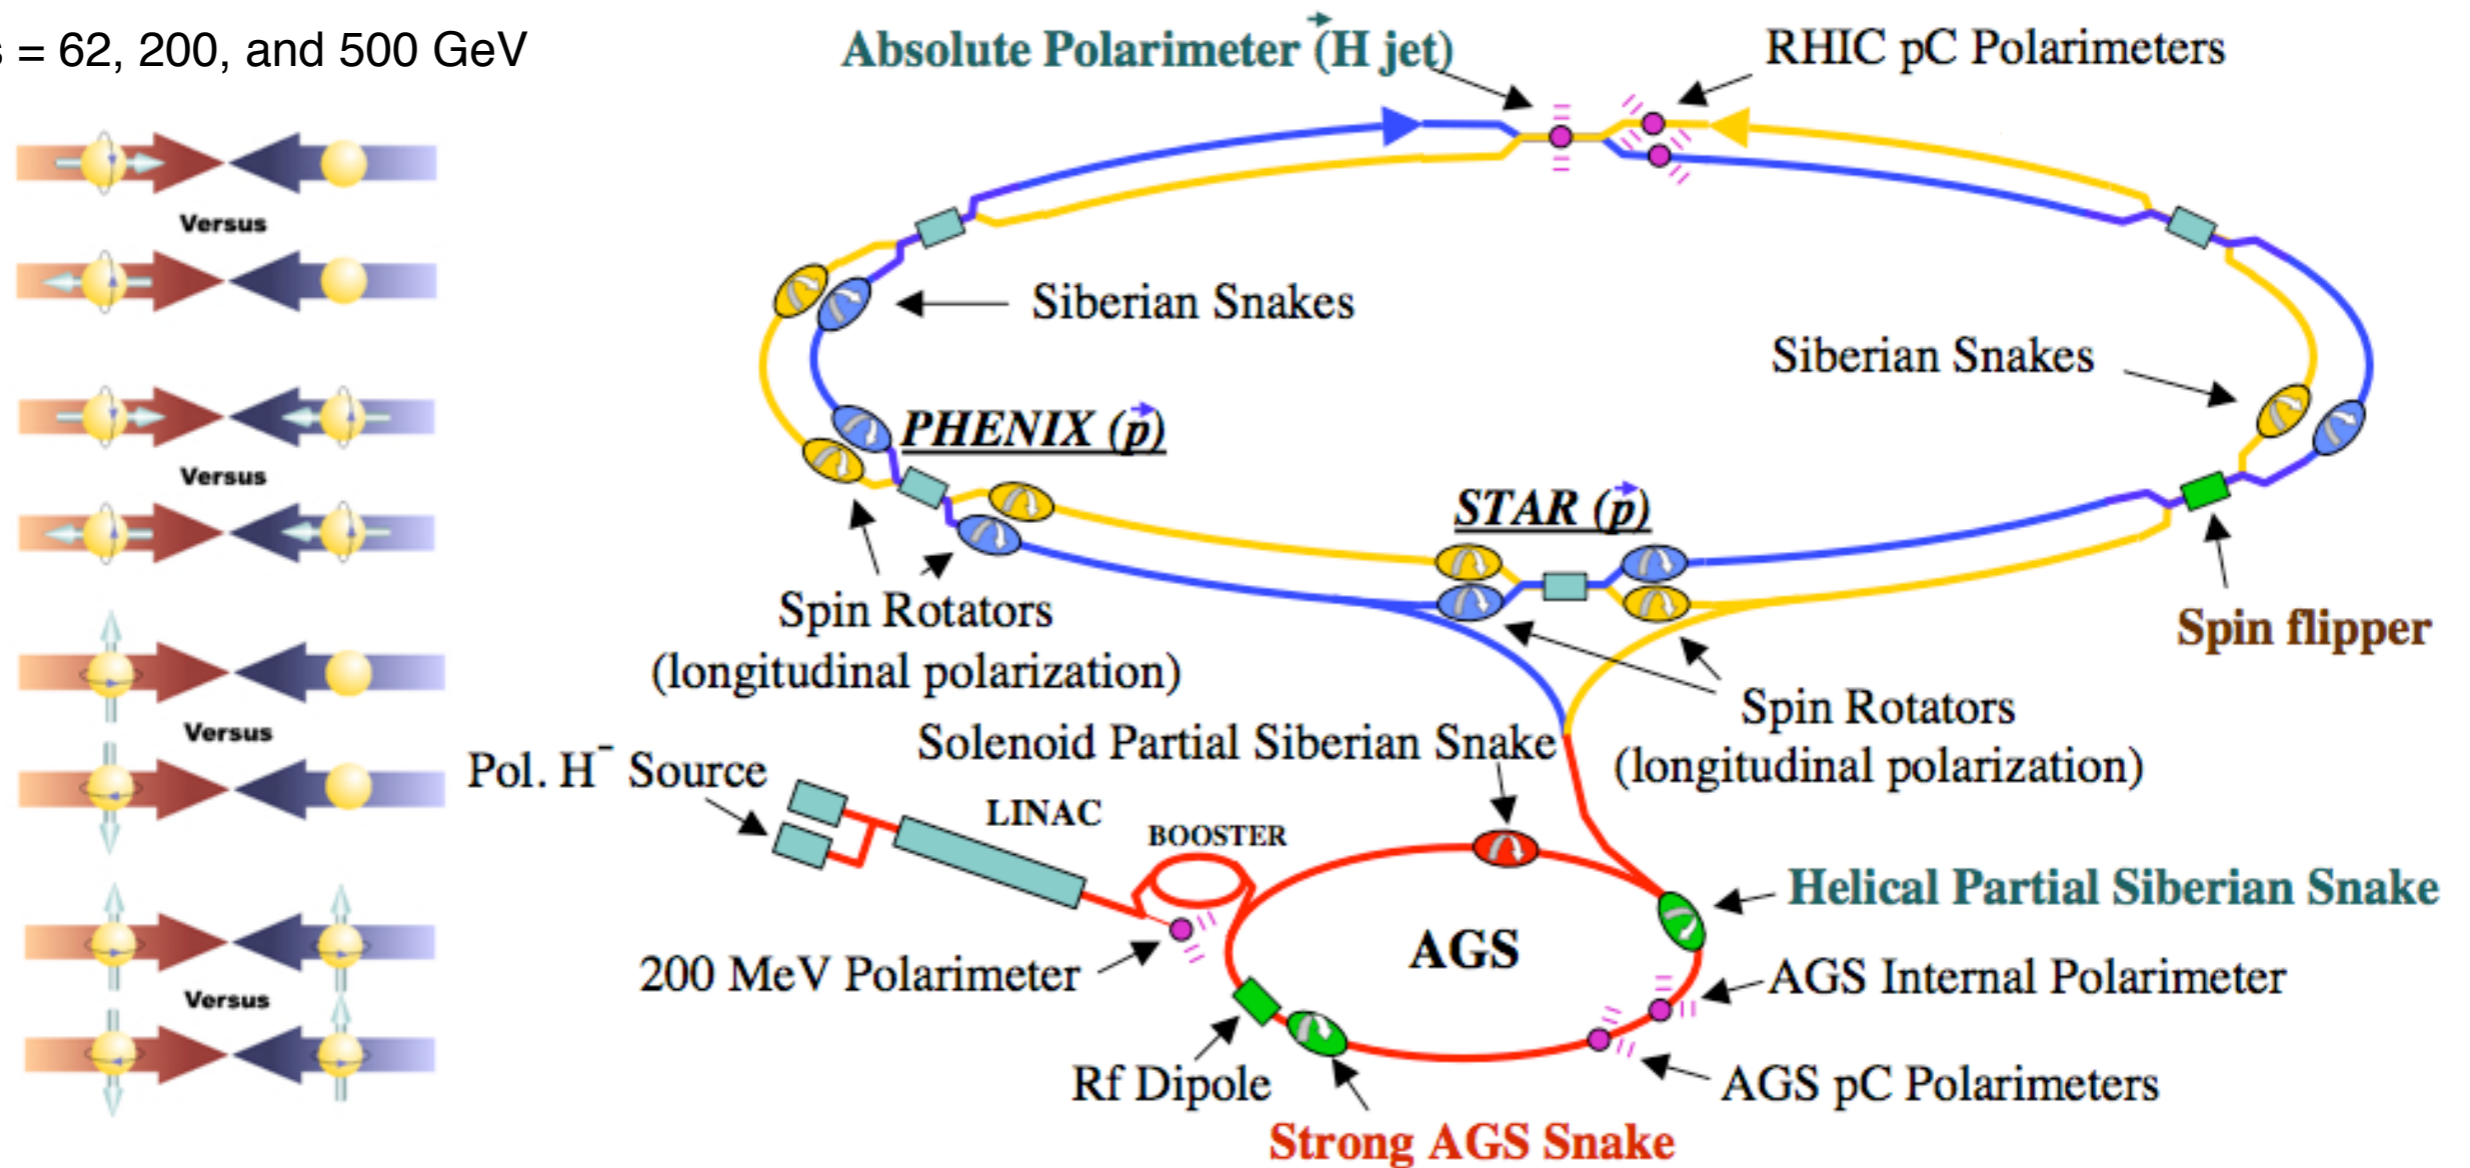 s = 62, 200, and 500 GeV
Versus
Versus
Versus
Versus
Absolute Polarimeter (H jet)
RHIC pC Polarimeters
Siberian Snakes
Siberian Snakes
PHENIX (p)
STAR (p)
Spin Rotators
(longitudinal polarization)
Spin flipper
Spin Rotators
(longitudinal polarization)
Solenoid Partial Siberian Snake
Pol. H⁻ Source
LINAC
BOOSTER
Helical Partial Siberian Snake
200 MeV Polarimeter
AGS
AGS Internal Polarimeter
Rf Dipole
AGS pC Polarimeters
Strong AGS Snake